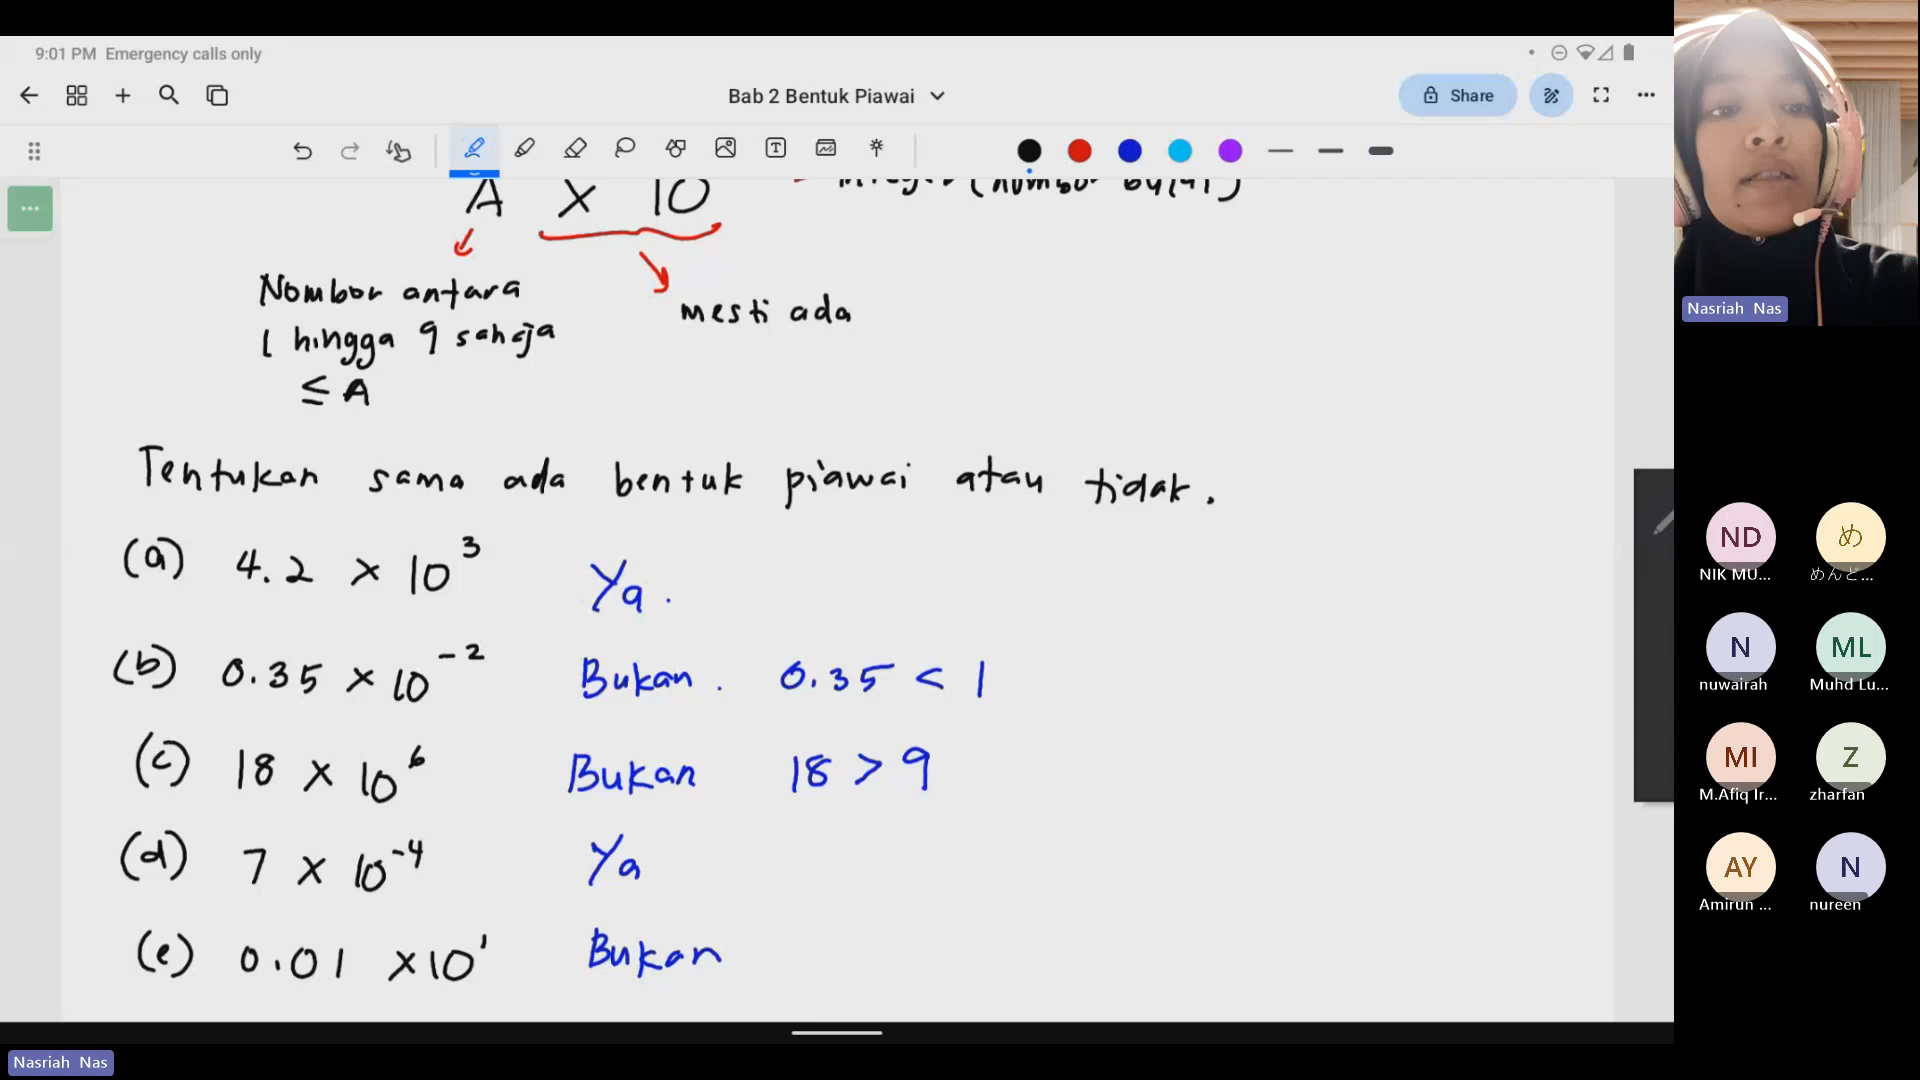 9:01 PM Emergency calls only
Bab 2 Bentuk Piawai
Share
A × 10
(nombor bulat)
Nombor antara
1 hingga 9 sahaja
≤ A
mesti ada
Tentukan sama ada bentuk piawai atau tidak.
(a) 4.2 × 10³ Ya.
(b) 0.35 × 10⁻² Bukan. 0.35 < 1
(c) 18 × 10⁶ Bukan 18 > 9
(d) 7 × 10⁻⁴ Ya
(e) 0.01 × 10¹ Bukan
Nasriah Nas
Nasriah Nas
ND め
NIK MU... めんど...
N ML
nuwairah Muhd Lu...
MI Z
M.Afiq Ir... zharfan
AY N
Amirun ... nureen